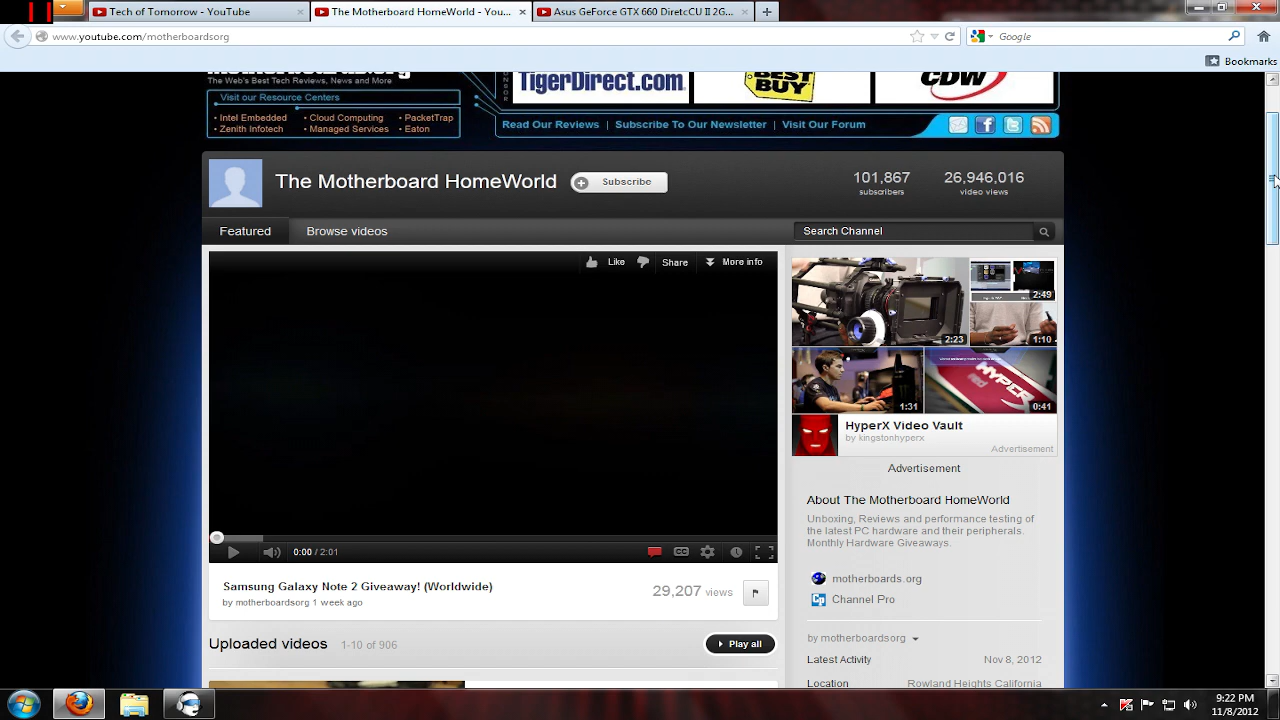 Tech of Tomorrow - YouTube
The Motherboard HomeWorld - You...
Asus GeForce GTX 660 DiretcCU II 2G...
www.youtube.com/motherboardsorg
Google
Bookmarks
The Web's Best Tech Reviews, News and More
Visit our Resource Centers
• Intel Embedded • Cloud Computing • PacketTrap
• Zenith Infotech • Managed Services • Eaton
TigerDirect.com
BEST BUY
CDW
Read Our Reviews | Subscribe To Our Newsletter | Visit Our Forum
The Motherboard HomeWorld
Subscribe
101,867
subscribers
26,946,016
video views
Featured
Browse videos
Search Channel
Like
Share
More info
2:49
2:23
1:10
1:31
HYPERX
red
0:41
HyperX Video Vault
by kingstonhyperx
Advertisement
Advertisement
About The Motherboard HomeWorld
Unboxing, Reviews and performance testing of
the latest PC hardware and their peripherals.
Monthly Hardware Giveaways.
motherboards.org
Cp Channel Pro
by motherboardsorg
Latest Activity Nov 8, 2012
Location Rowland Heights California
0:00 / 2:01
CC
Samsung Galaxy Note 2 Giveaway! (Worldwide)
by motherboardsorg 1 week ago
29,207 views
Uploaded videos 1-10 of 906
Play all
9:22 PM
11/8/2012